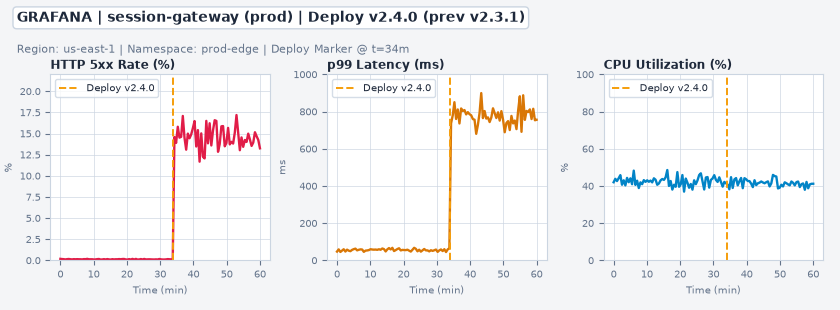 GRAFANA | session-gateway (prod) | Deploy v2.4.0 (prev v2.3.1)
Region: us-east-1 | Namespace: prod-edge | Deploy Marker @ t=34m
HTTP 5xx Rate (%)
Deploy v2.4.0
20.0
17.5
15.0
12.5
10.0
7.5
5.0
2.5
0.0
%
0 10 20 30 40 50 60
Time (min)
p99 Latency (ms)
Deploy v2.4.0
1000
800
600
400
200
0
ms
0 10 20 30 40 50 60
Time (min)
CPU Utilization (%)
Deploy v2.4.0
100
80
60
40
20
0
%
0 10 20 30 40 50 60
Time (min)